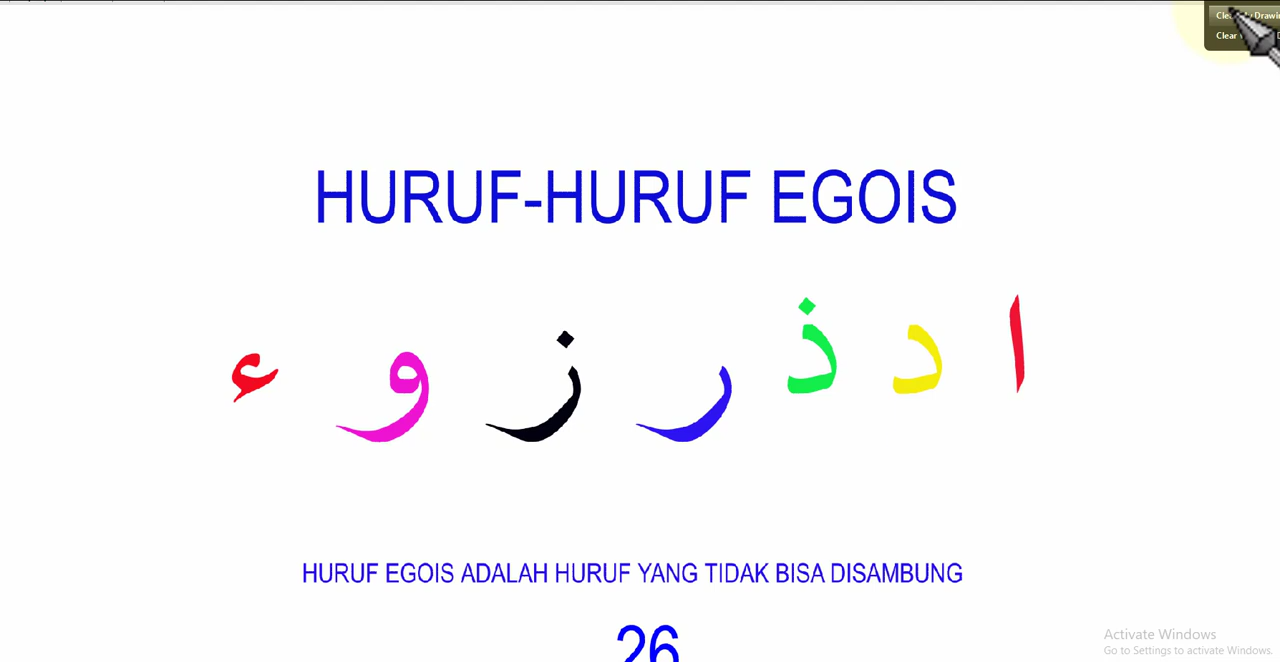 HURUF-HURUF EGOIS
ا د ذ ر ز و ء
HURUF EGOIS ADALAH HURUF YANG TIDAK BISA DISAMBUNG
26
Activate Windows
Go to Settings to activate Windows.